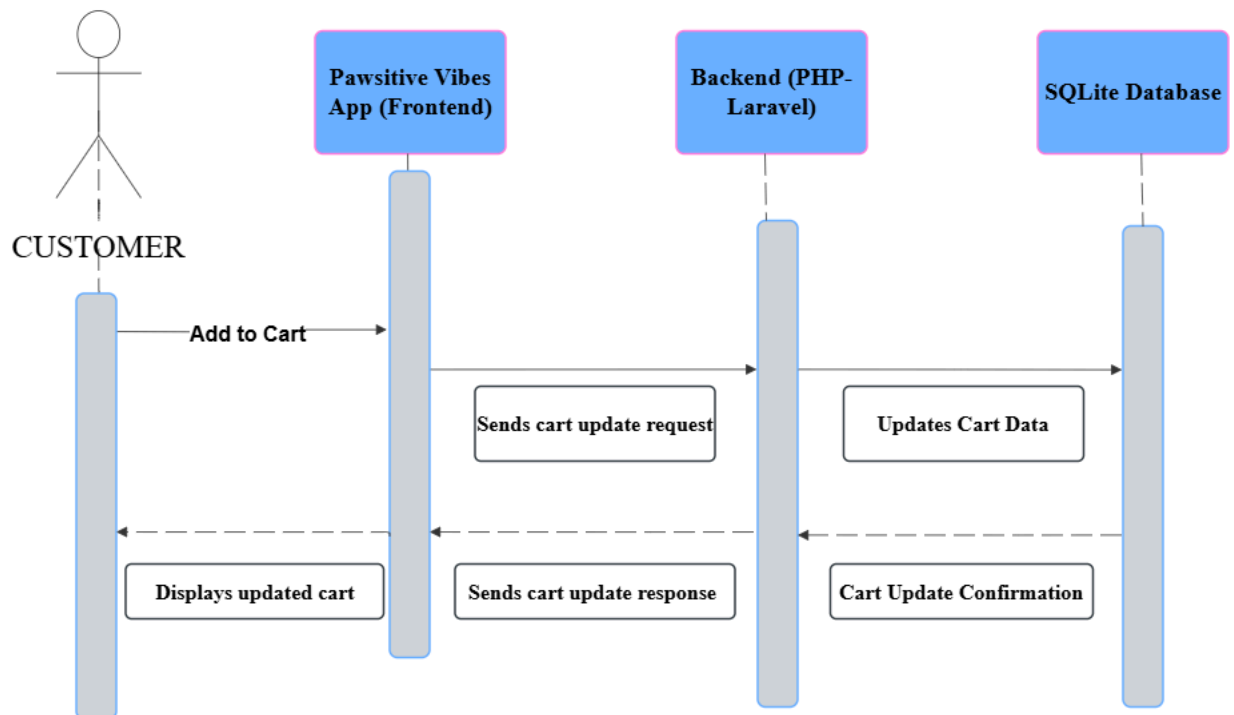 Pawsitive Vibes
App (Frontend)
Backend (PHP-
Laravel)
SQLite Database
CUSTOMER
Add to Cart
Sends cart update request
Updates Cart Data
Displays updated cart
Sends cart update response
Cart Update Confirmation